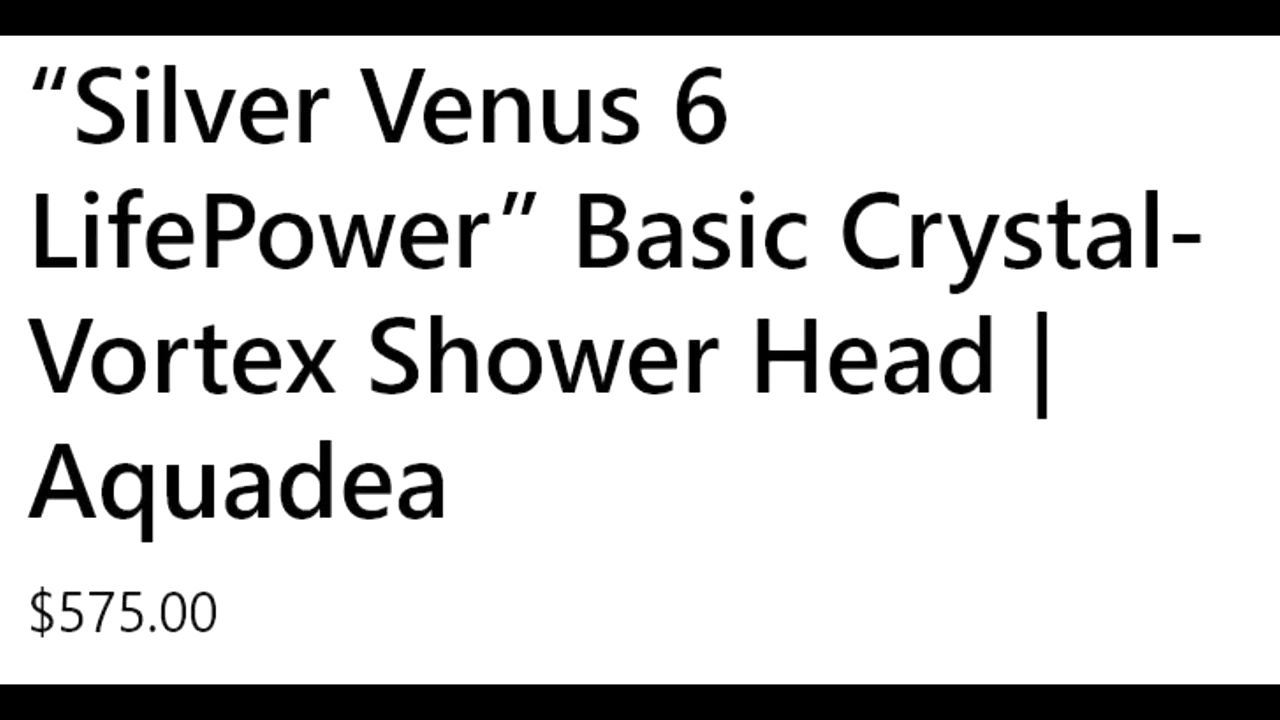 “Silver Venus 6
LifePower” Basic Crystal-
Vortex Shower Head |
Aquadea
$575.00